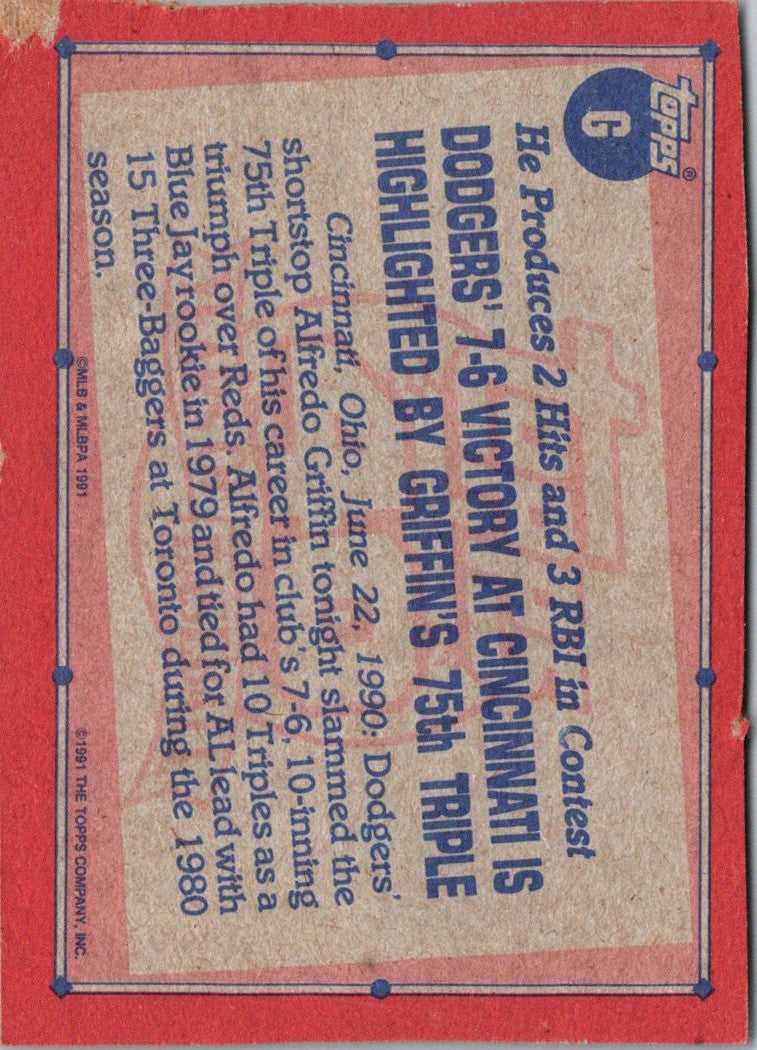 TOPPS®
C
He Produces 2 Hits and 3 RBI in Contest
DODGERS' 7-6 VICTORY AT CINCINNATI IS
HIGHLIGHTED BY GRIFFIN'S 75th TRIPLE
Cincinnati, Ohio, June 22, 1990: Dodgers'
shortstop Alfredo Griffin tonight slammed the
75th Triple of his career in club's 7-6, 10-inning
triumph over Reds. Alfredo had 10 Triples as a
Blue Jay rookie in 1979 and tied for AL lead with
15 Three-Baggers at Toronto during the 1980
season.
©MLB & MLBPA 1991
©1991 THE TOPPS COMPANY, INC.